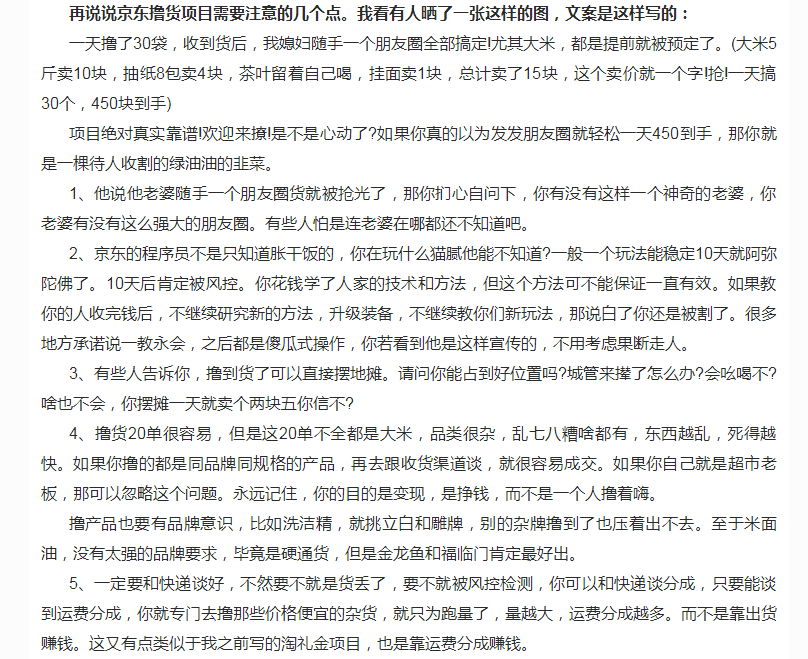 再说说京东撸货项目需要注意的几个点。我看有人晒了一张这样的图，文案是这样写的：
一天撸了30袋，收到货后，我媳妇随手一个朋友圈全部搞定!尤其大米，都是提前就被预定了。(大米5
斤卖10块，抽纸8包卖4块，茶叶留着自己喝，挂面卖1块，总计卖了15块，这个卖价就一个字!抢!一天搞
30个，450块到手)
项目绝对真实靠谱!欢迎来撩!是不是心动了?如果你真的以为发发朋友圈就轻松一天450到手，那你就
是一棵待人收割的绿油油的韭菜。
1、他说他老婆随手一个朋友圈货就被抢光了，那你扪心自问下，你有没有这样一个神奇的老婆，你
老婆有没有这么强大的朋友圈。有些人怕是连老婆在哪都还不知道吧。
2、京东的程序员不是只知道胀干饭的，你在玩什么猫腻他能不知道?一般一个玩法能稳定10天就阿弥
陀佛了。10天后肯定被风控。你花钱学了人家的技术和方法，但这个方法可不能保证一直有效。如果教
你的人收完钱后，不继续研究新的方法，升级装备，不继续教你们新玩法，那说白了你还是被割了。很多
地方承诺说一教永会，之后都是傻瓜式操作，你若看到他是这样宣传的，不用考虑果断走人。
3、有些人告诉你，撸到货了可以直接摆地摊。请问你能占到好位置吗?城管来撵了怎么办?会吆喝不?
啥也不会，你摆摊一天就卖个两块五你信不?
4、撸货20单很容易，但是这20单不全都是大米，品类很杂，乱七八糟啥都有，东西越乱，死得越
快。如果你撸的都是同品牌同规格的产品，再去跟收货渠道谈，就很容易成交。如果你自己就是超市老
板，那可以忽略这个问题。永远记住，你的目的是变现，是挣钱，而不是一个人撸着嗨。
撸产品也要有品牌意识，比如洗洁精，就挑立白和雕牌，别的杂牌撸到了也压着出不去。至于米面
油，没有太强的品牌要求，毕竟是硬通货，但是金龙鱼和福临门肯定最好出。
5、一定要和快递谈好，不然要不就是货丢了，要不就被风控检测，你可以和快递谈分成，只要能谈
到运费分成，你就专门去撸那些价格便宜的杂货，就只为跑量了，量越大，运费分成越多。而不是靠出货
赚钱。这又有点类似于我之前写的淘礼金项目，也是靠运费分成赚钱。